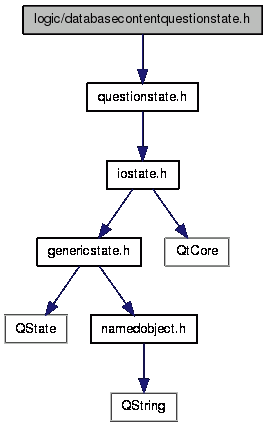 logic/databasecontentquestionstate.h
questionstate.h
iostate.h
genericstate.h
QtCore
QState
namedobject.h
QString